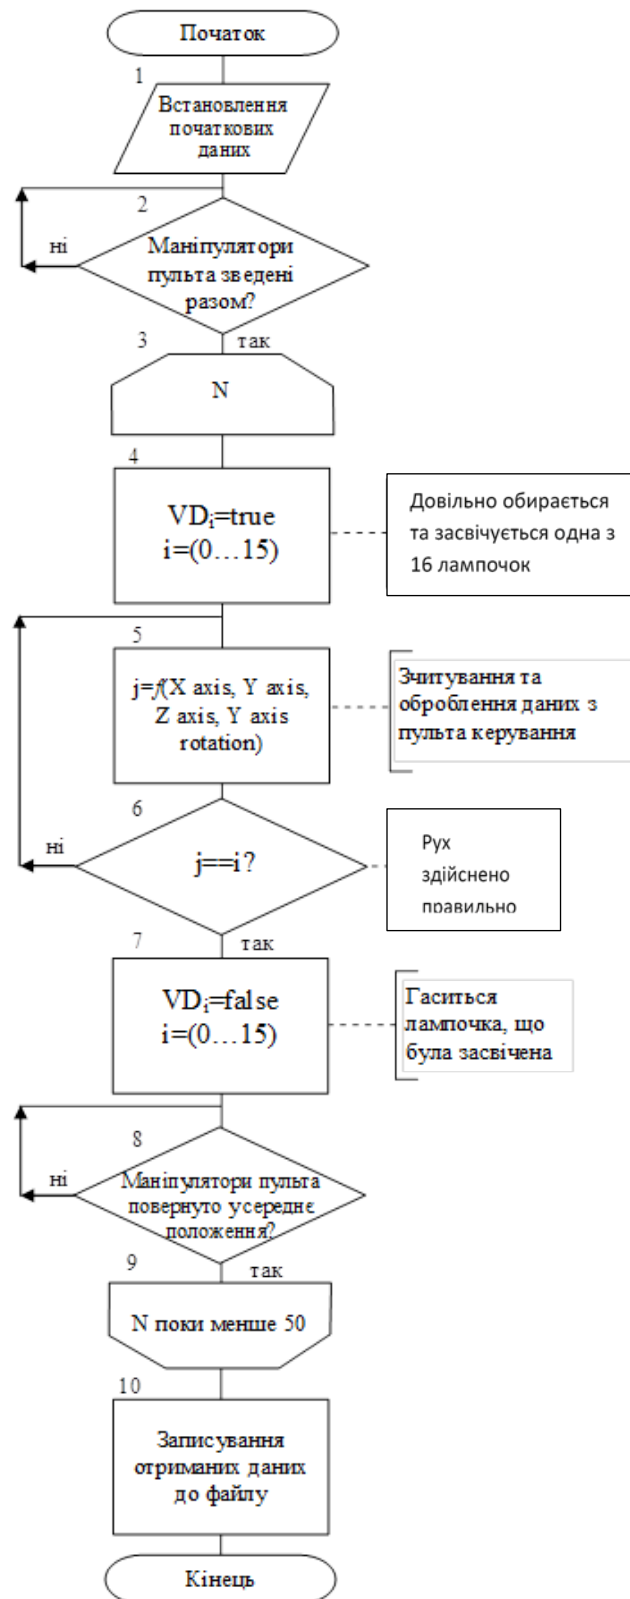 Початок
1
Встановлення
початкових
даних
2
ні
Маніпулятори
пульта зведені
разом?
3
так
N
4
VDi=true
i=(0...15)
Довільно обирається
та засвічується одна з
16 лампочок
5
j=f(X axis, Y axis,
Z axis, Y axis
rotation)
Зчитування та
оброблення даних з
пульта керування
6
ні
j==i?
Рух
здійснено
правильно
7
так
VDi=false
i=(0...15)
Гаситься
лампочка, що
була засвічена
8
ні
Маніпулятори пульта
повернуто у середнє
положення?
9
так
N поки менше 50
10
Записування
отриманих даних
до файлу
Кінець